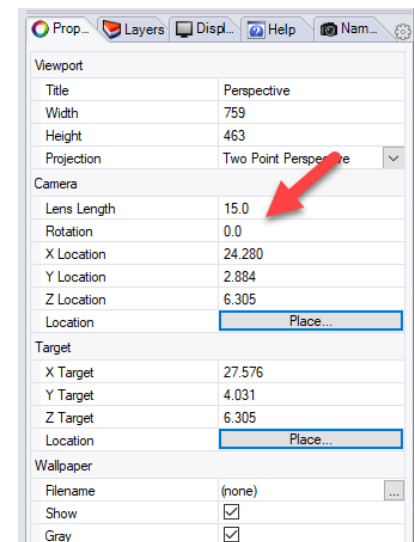 Prop... Layers Displ... Help Nam...
Viewport
Title Perspective
Width 759
Height 463
Projection Two Point Perspective
Camera
Lens Length 15.0
Rotation 0.0
X Location 24.280
Y Location 2.884
Z Location 6.305
Location Place...
Target
X Target 27.576
Y Target 4.031
Z Target 6.305
Location Place...
Wallpaper
Filename (none) ...
Show
Gray